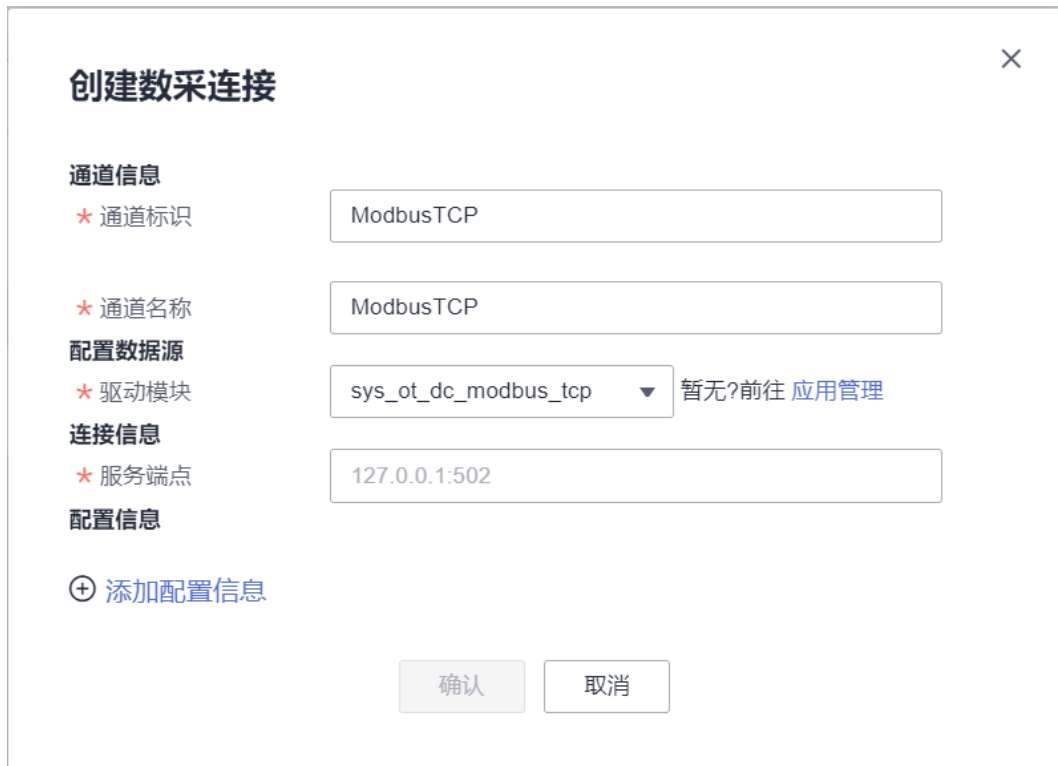 创建数采连接
通道信息
* 通道标识 ModbusTCP
* 通道名称 ModbusTCP
配置数据源
* 驱动模块 sys_ot_dc_modbus_tcp 暂无?前往 应用管理
连接信息
* 服务端点 127.0.0.1:502
配置信息
添加配置信息
确认 取消